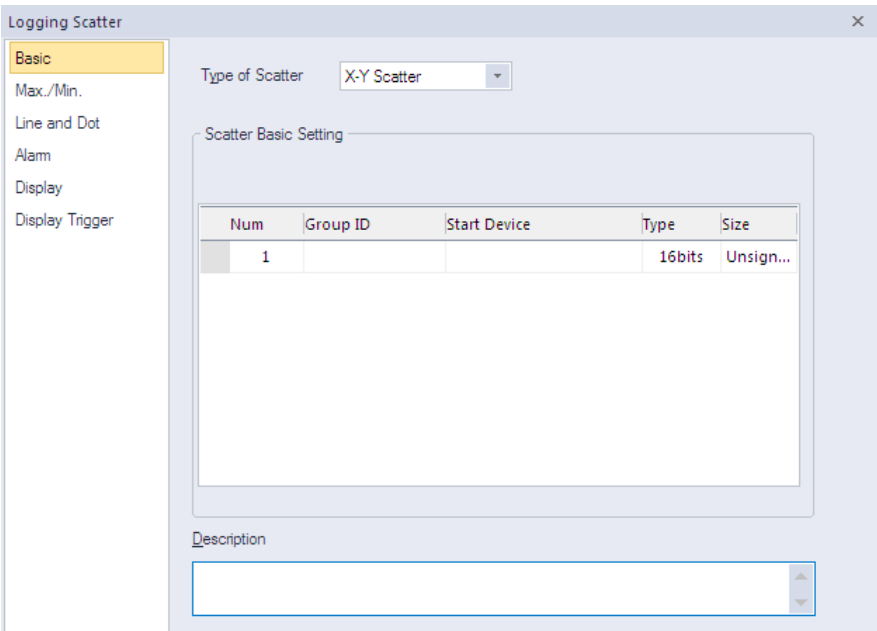 Logging Scatter
Basic
Max./Min.
Line and Dot
Alarm
Display
Display Trigger
Type of Scatter X-Y Scatter
Scatter Basic Setting
Num Group ID Start Device Type Size
1 16bits Unsign...
Description